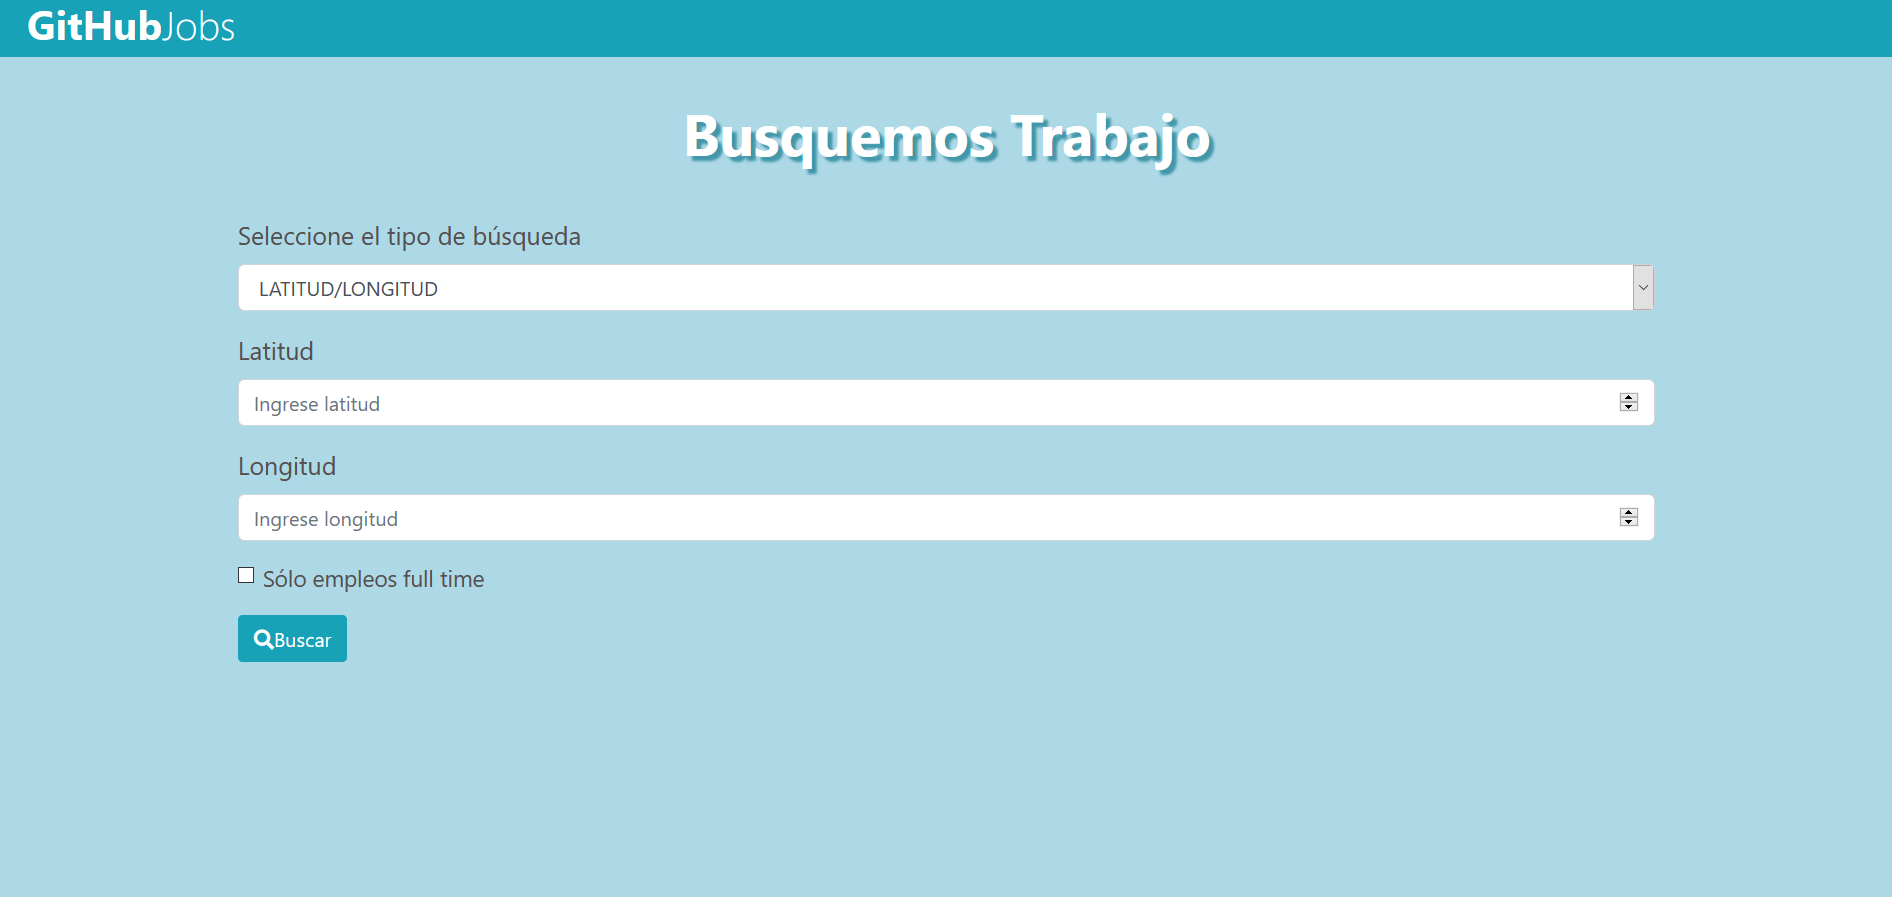 GitHubJobs
Busquemos Trabajo
Seleccione el tipo de búsqueda
LATITUD/LONGITUD
Latitud
Ingrese latitud
Longitud
Ingrese longitud
Sólo empleos full time
Buscar